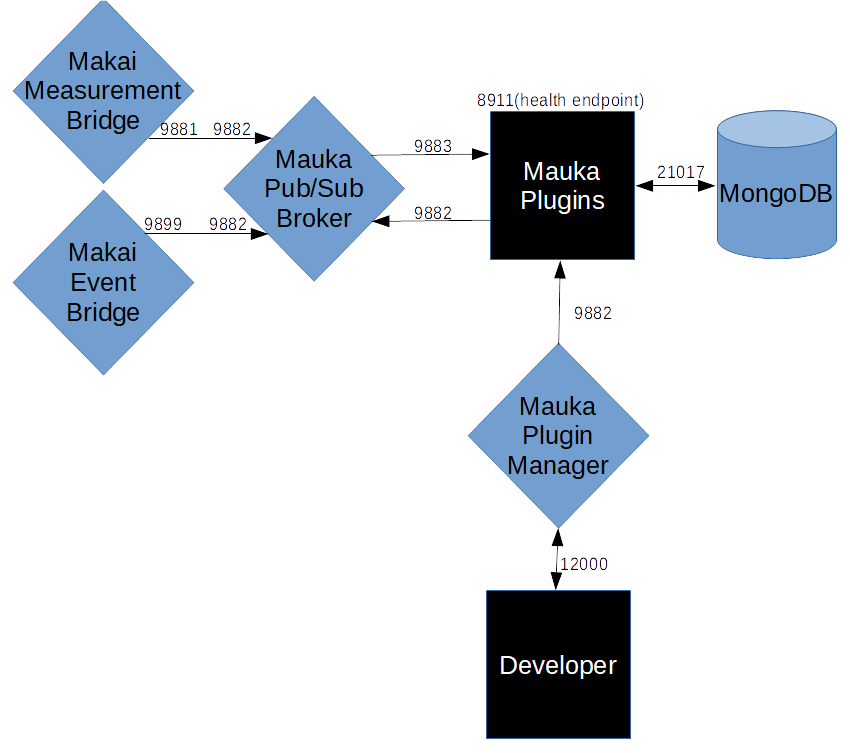 Makai
Measurement
Bridge
9881 9882
Mauka
Pub/Sub
Broker
Makai
Event
Bridge
9899 9882
9883
9882
8911(health endpoint)
Mauka
Plugins
21017
MongoDB
9882
Mauka
Plugin
Manager
12000
Developer